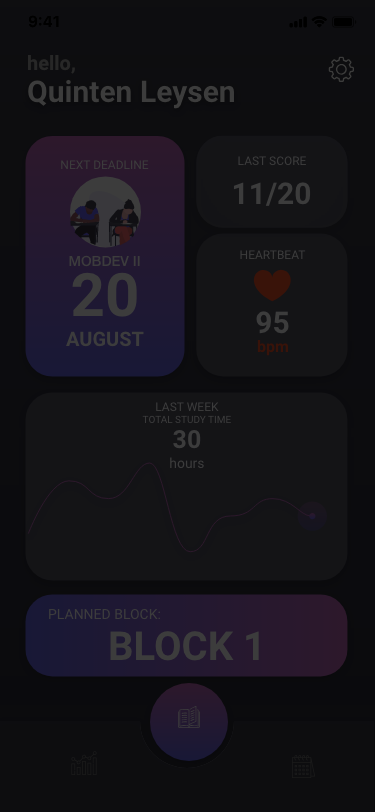 9:41
hello,
Quinten Leysen
NEXT DEADLINE
MOBDEV II
20
AUGUST
LAST SCORE
11/20
HEARTBEAT
95
bpm
LAST WEEK
TOTAL STUDY TIME
30
hours
PLANNED BLOCK:
BLOCK 1